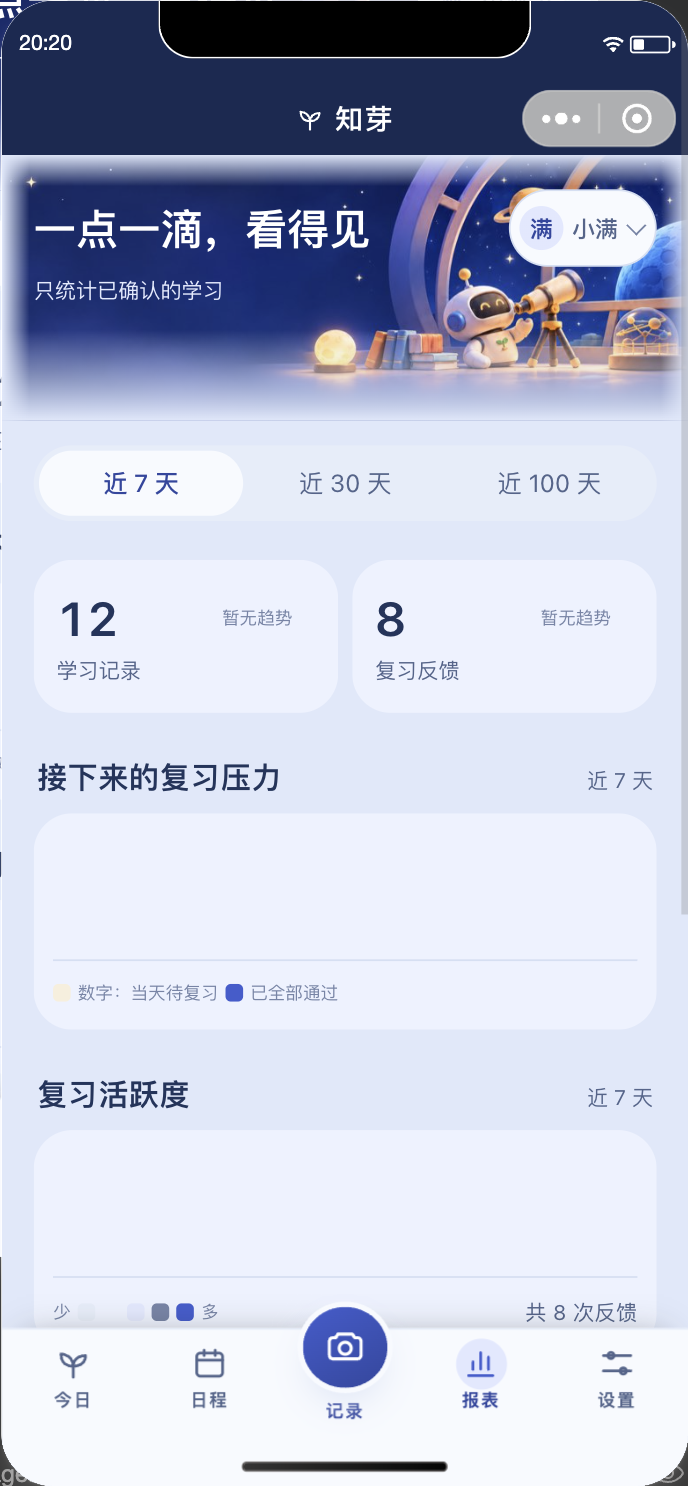 20:20
知芽
一点一滴，看得见
满 小满
只统计已确认的学习
近 7 天 近 30 天 近 100 天
12 暂无趋势 8 暂无趋势
学习记录 复习反馈
接下来的复习压力 近 7 天
数字：当天待复习 已全部通过
复习活跃度 近 7 天
少 多 共 8 次反馈
今日 日程 记录 报表 设置